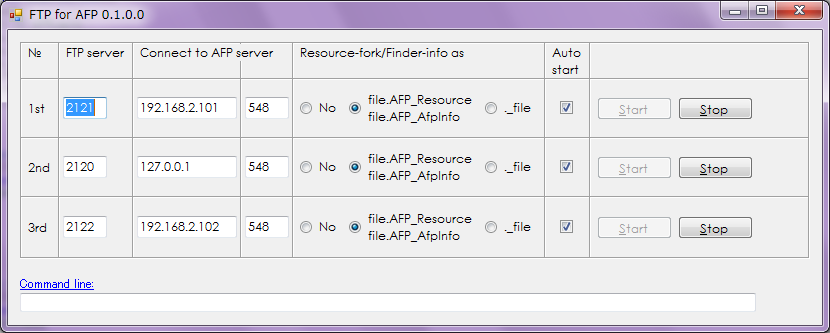 FTP for AFP 0.1.0.0
№ FTP server Connect to AFP server Resource-fork/Finder-info as Auto start
1st 2121 192.168.2.101 548 No file.AFP_Resource file.AFP_AfpInfo ._file Start Stop
2nd 2120 127.0.0.1 548 No file.AFP_Resource file.AFP_AfpInfo ._file Start Stop
3rd 2122 192.168.2.102 548 No file.AFP_Resource file.AFP_AfpInfo ._file Start Stop
Command line: